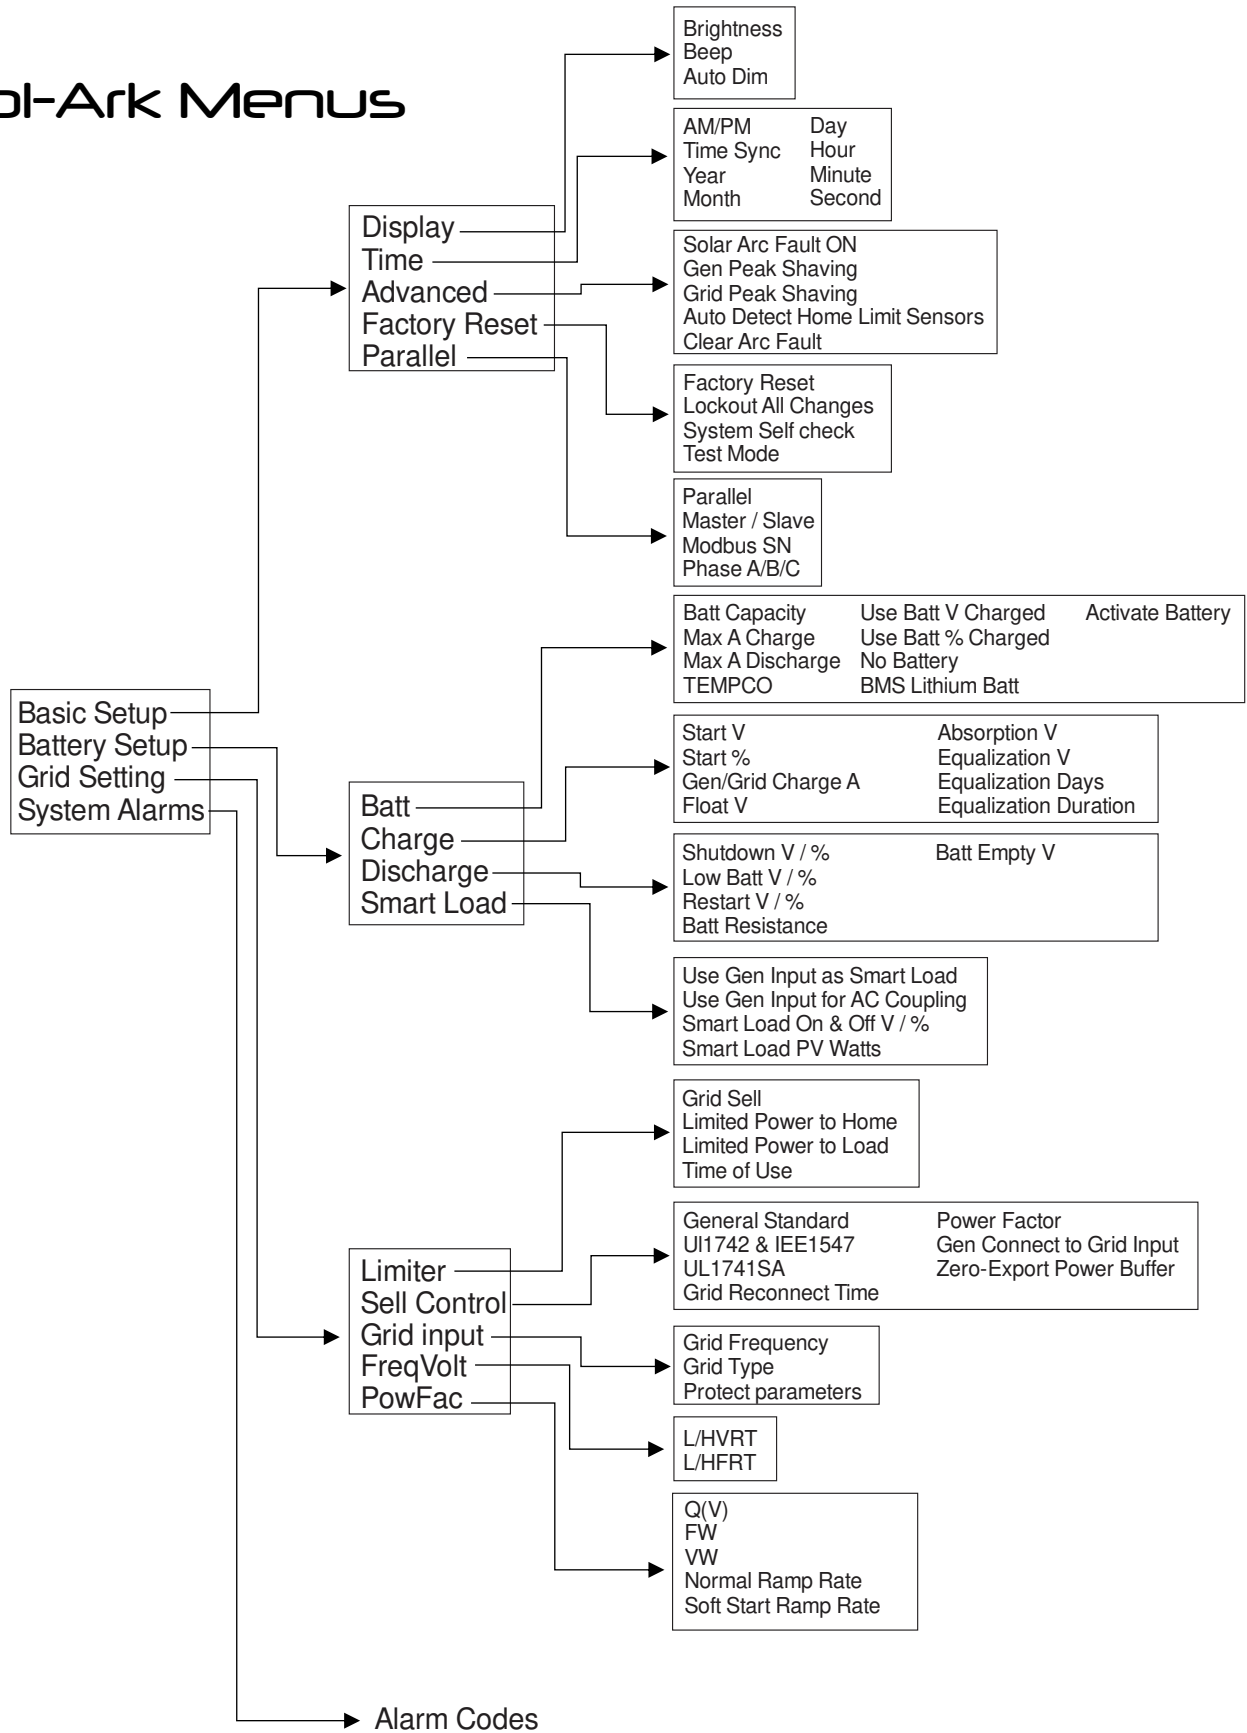 ol-Ark Menus
Brightness
Beep
Auto Dim
AM/PM Day
Time Sync Hour
Year Minute
Month Second
Display
Time
Advanced
Factory Reset
Parallel
Solar Arc Fault ON
Gen Peak Shaving
Grid Peak Shaving
Auto Detect Home Limit Sensors
Clear Arc Fault
Factory Reset
Lockout All Changes
System Self check
Test Mode
Parallel
Master / Slave
Modbus SN
Phase A/B/C
Batt Capacity Use Batt V Charged Activate Battery
Max A Charge Use Batt % Charged
Max A Discharge No Battery
TEMPCO BMS Lithium Batt
Basic Setup
Battery Setup
Grid Setting
System Alarms
Start V Absorption V
Start % Equalization V
Gen/Grid Charge A Equalization Days
Float V Equalization Duration
Batt
Charge
Discharge
Smart Load
Shutdown V / % Batt Empty V
Low Batt V / %
Restart V / %
Batt Resistance
Use Gen Input as Smart Load
Use Gen Input for AC Coupling
Smart Load On & Off V / %
Smart Load PV Watts
Grid Sell
Limited Power to Home
Limited Power to Load
Time of Use
General Standard Power Factor
Ul1742 & IEE1547 Gen Connect to Grid Input
UL1741SA Zero-Export Power Buffer
Grid Reconnect Time
Limiter
Sell Control
Grid input
FreqVolt
PowFac
Grid Frequency
Grid Type
Protect parameters
L/HVRT
L/HFRT
Q(V)
FW
VW
Normal Ramp Rate
Soft Start Ramp Rate
Alarm Codes